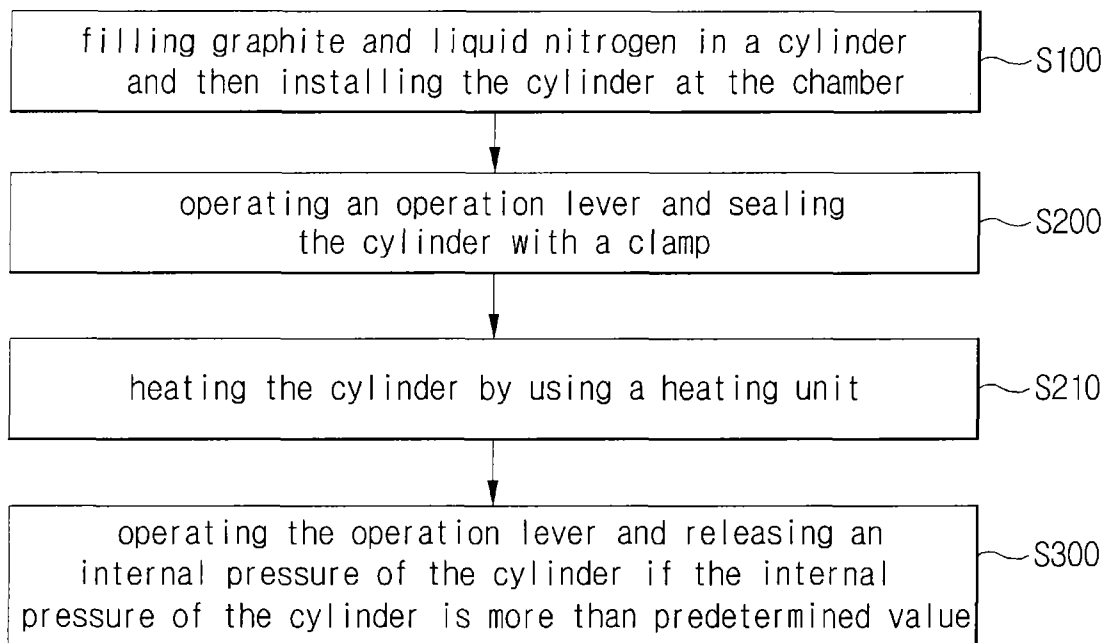 filling graphite and liquid nitrogen in a cylinder
and then installing the cylinder at the chamber
S100
operating an operation lever and sealing
the cylinder with a clamp
S200
heating the cylinder by using a heating unit
S210
operating the operation lever and releasing an
internal pressure of the cylinder if the internal
pressure of the cylinder is more than predetermined value
S300